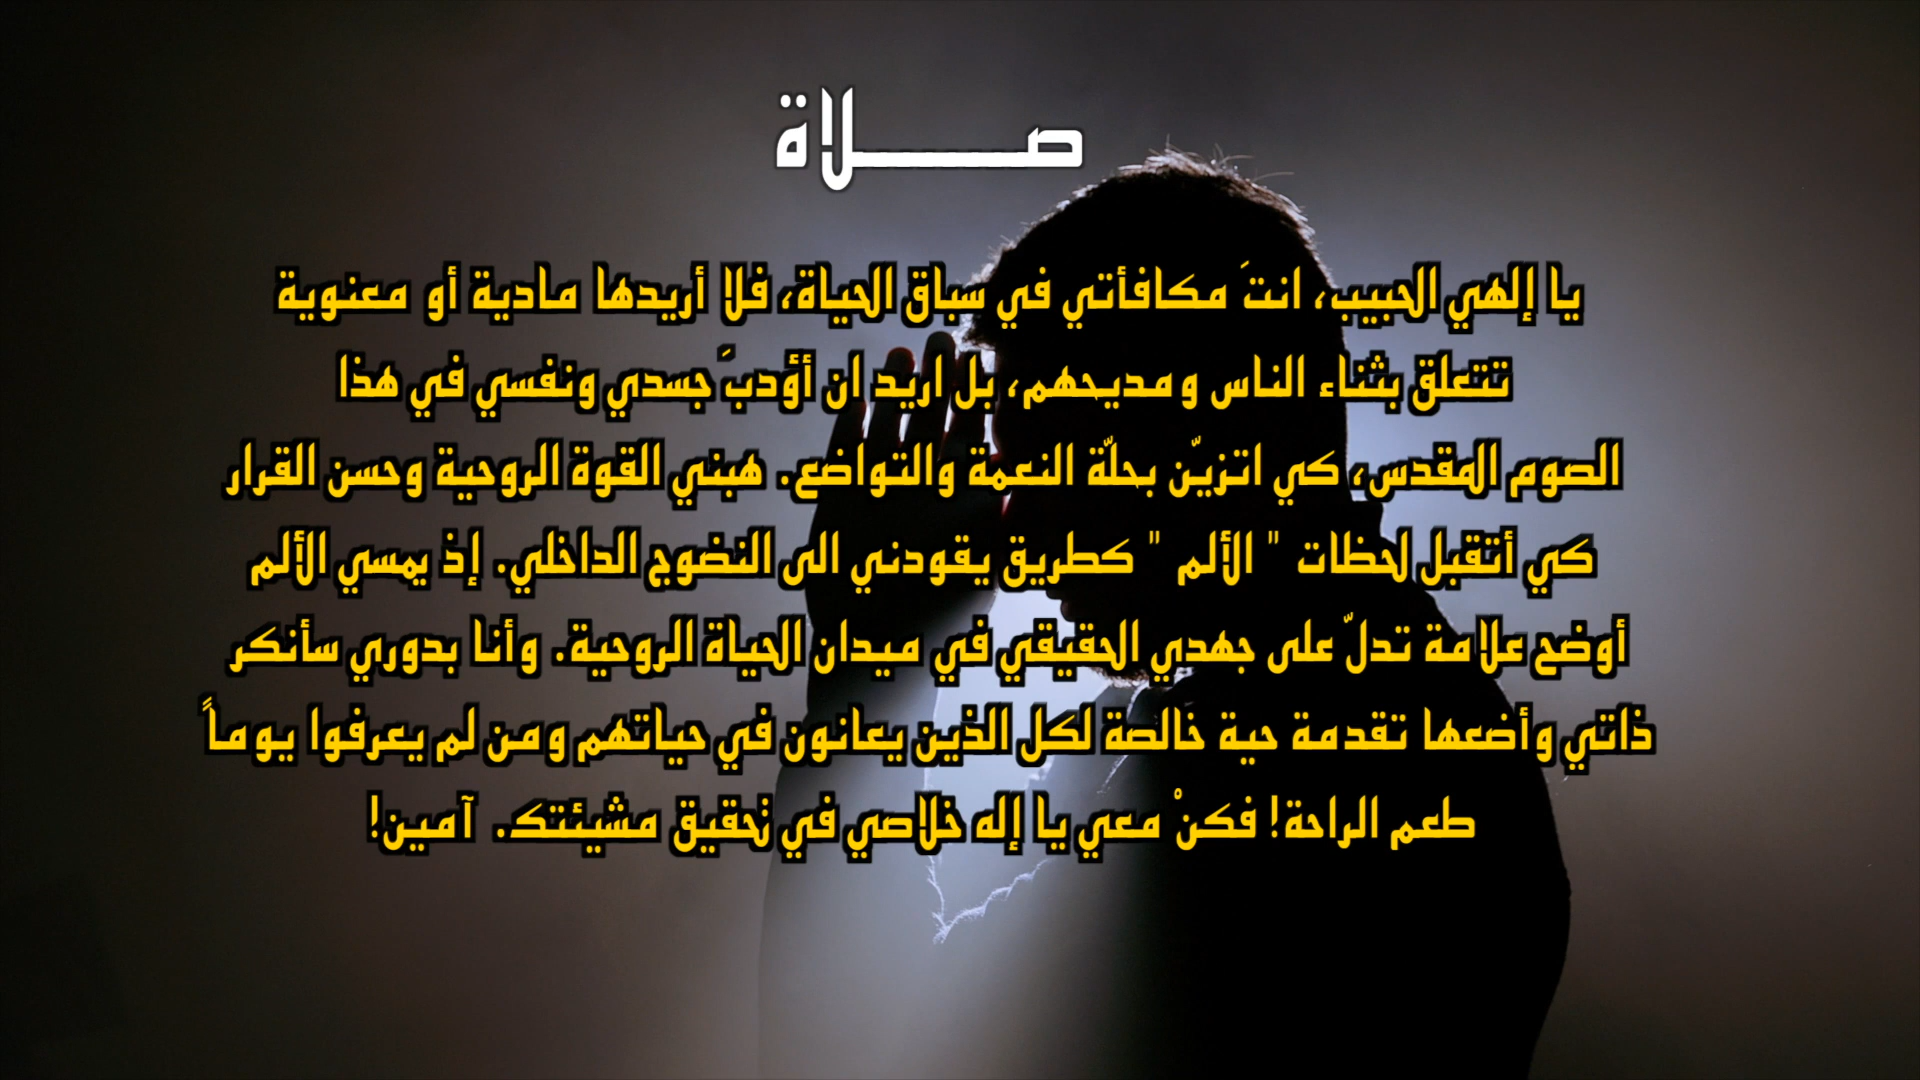 صـــــلاة
يا إلهي الحبيب، انتَ مكافأتي في سباق الحياة، فلا أريدها مادية أو معنوية
تتعلق بثناء الناس ومديحهم، بل اريد ان أؤدبَ جسدي ونفسي في هذا
الصوم المقدس، كي اتزيّن بحلّة النعمة والتواضع. هبني القوة الروحية وحسن القرار
كي أتقبل لحظات " الألم " كطريق يقودني الى النضوج الداخلي. إذ يمسي الألم
أوضح علامة تدلّ على جهدي الحقيقي في ميدان الحياة الروحية. وأنا بدوري سأنكر
ذاتي وأضعها تقدمة حية خالصة لكل الذين يعانون في حياتهم ومن لم يعرفوا يوماً
طعم الراحة! فكنْ معي يا إله خلاصي في تحقيق مشيئتك. آمين!